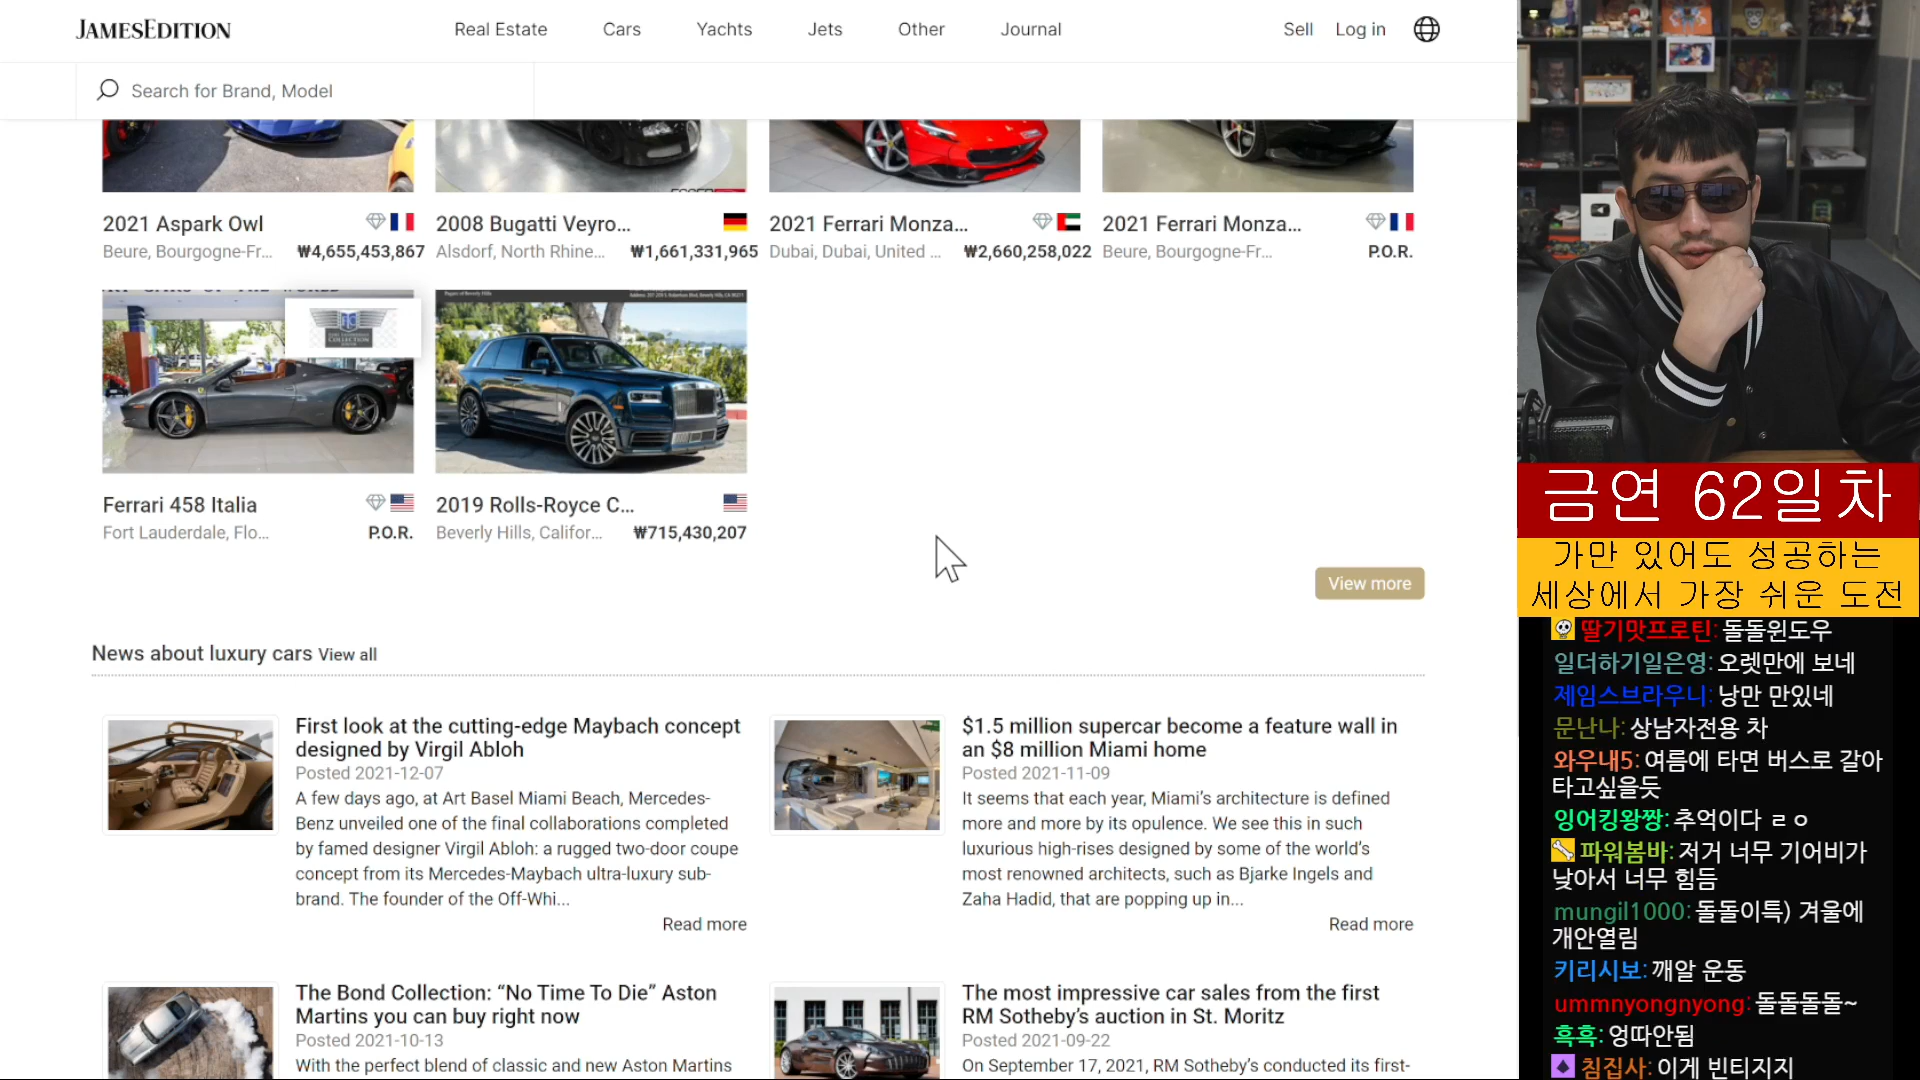 JAMESEDITION
Real Estate Cars Yachts Jets Other Journal Sell Log in
Search for Brand, Model
2021 Aspark Owl
Beure, Bourgogne-Fr... ₩4,655,453,867
2008 Bugatti Veyro...
Alsdorf, North Rhine... ₩1,661,331,965
2021 Ferrari Monza...
Dubai, Dubai, United ... ₩2,660,258,022
2021 Ferrari Monza...
Beure, Bourgogne-Fr... P.O.R.
COLLECTION
Ferrari 458 Italia
Fort Lauderdale, Flo... P.O.R.
2019 Rolls-Royce C...
Beverly Hills, Califor... ₩715,430,207
View more
News about luxury cars View all
First look at the cutting-edge Maybach concept
designed by Virgil Abloh
Posted 2021-12-07
A few days ago, at Art Basel Miami Beach, Mercedes-
Benz unveiled one of the final collaborations completed
by famed designer Virgil Abloh: a rugged two-door coupe
concept from its Mercedes-Maybach ultra-luxury sub-
brand. The founder of the Off-Whi...
Read more
$1.5 million supercar become a feature wall in
an $8 million Miami home
Posted 2021-11-09
It seems that each year, Miami's architecture is defined
more and more by its opulence. We see this in such
luxurious high-rises designed by some of the world's
most renowned architects, such as Bjarke Ingels and
Zaha Hadid, that are popping up in...
Read more
The Bond Collection: “No Time To Die” Aston
Martins you can buy right now
Posted 2021-10-13
With the perfect blend of classic and new Aston Martins
The most impressive car sales from the first
RM Sotheby's auction in St. Moritz
Posted 2021-09-22
On September 17, 2021, RM Sotheby's conducted its first-
금연 62일차
가만 있어도 성공하는
세상에서 가장 쉬운 도전
딸기맛프로틴: 돌돌윈도우
일더하기일은영: 오렛만에 보네
제임스브라우니: 낭만 만있네
문난나: 상남자전용 차
와우내5: 여름에 타면 버스로 갈아
타고싶을듯
잉어킹왕짱: 추억이다 ㄹㅇ
파워봄바: 저거 너무 기어비가
낮아서 너무 힘듬
mungil1000: 돌돌이특) 겨울에
개안열림
키리시보: 깨알 운동
ummnyongnyong: 돌돌돌돌~
흑흑: 엉따안됨
침집사: 이게 빈티지지